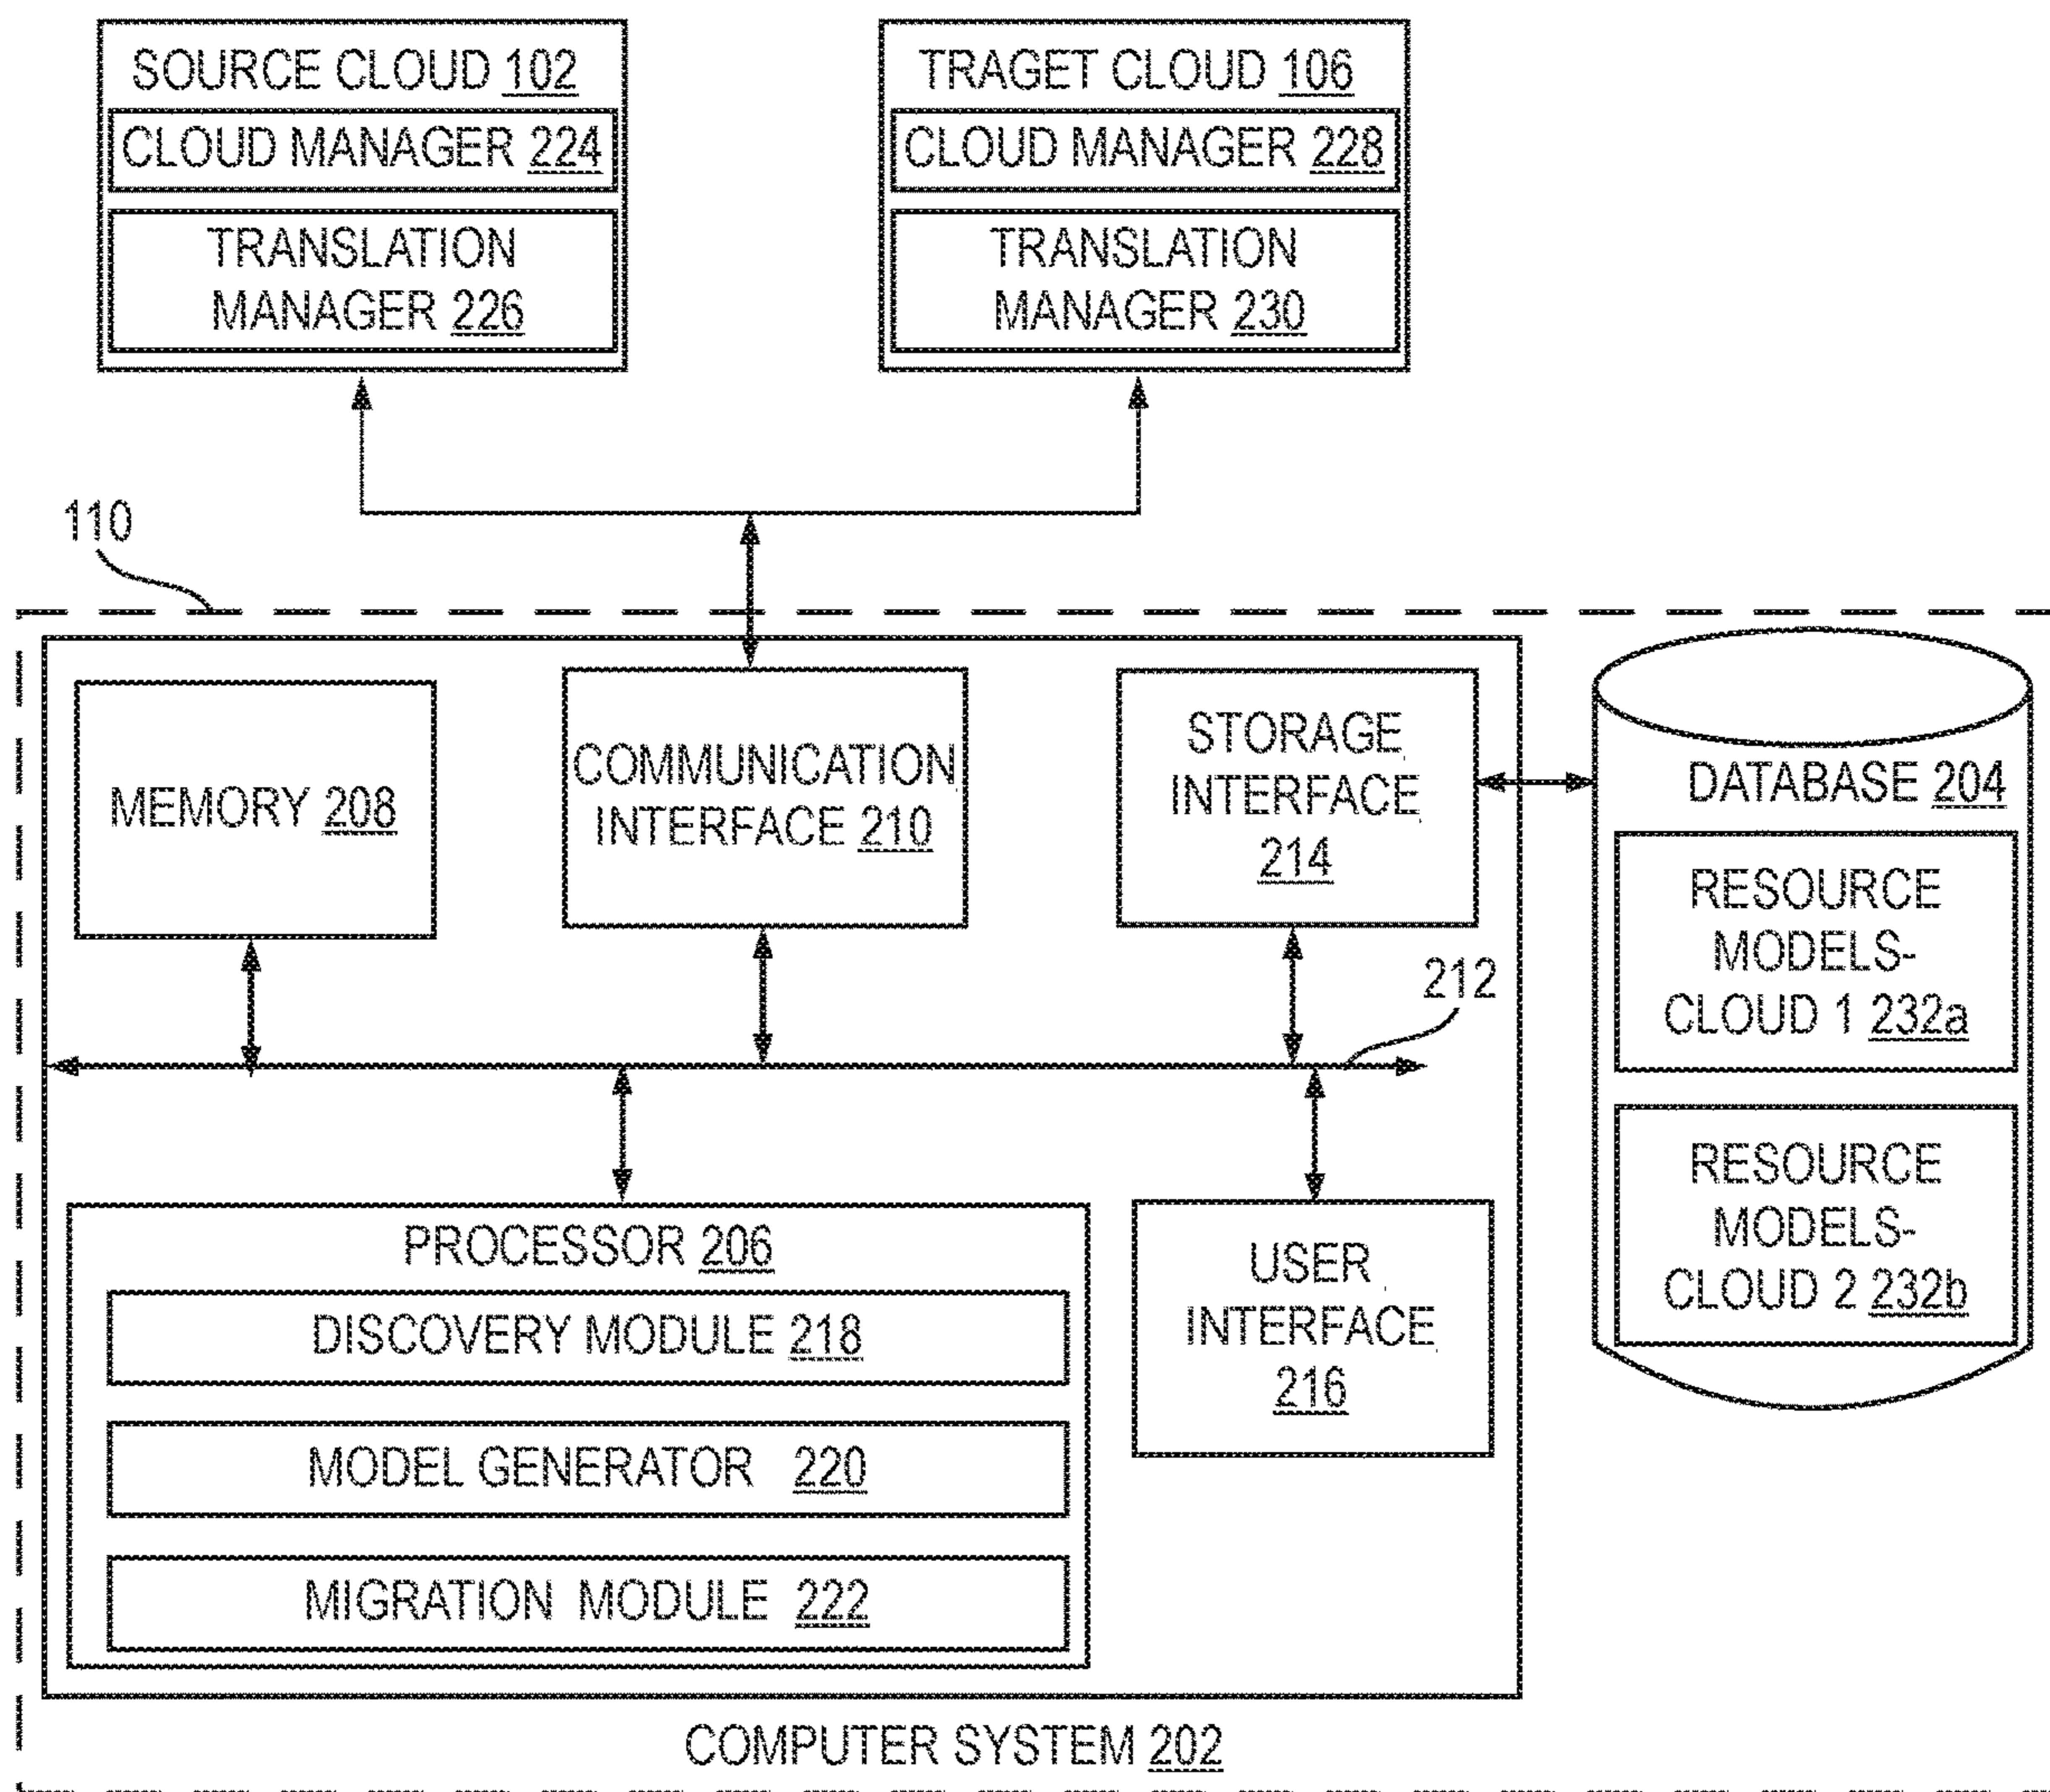 SOURCE CLOUD 102
CLOUD MANAGER 224
TRANSLATION
MANAGER 226
TRAGET CLOUD 106
CLOUD MANAGER 228
TRANSLATION
MANAGER 230
110
MEMORY 208
COMMUNICATION
INTERFACE 210
STORAGE
INTERFACE
214
DATABASE 204
RESOURCE
MODELS-
CLOUD 1 232a
RESOURCE
MODELS-
CLOUD 2 232b
212
PROCESSOR 206
DISCOVERY MODULE 218
MODEL GENERATOR 220
MIGRATION MODULE 222
USER
INTERFACE
216
COMPUTER SYSTEM 202